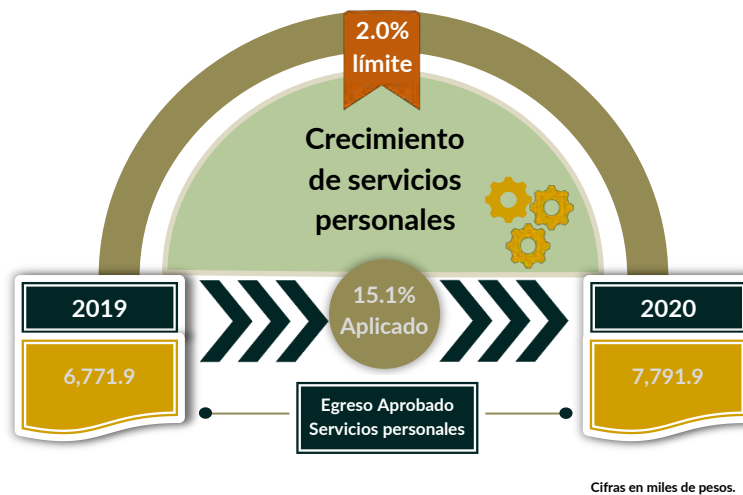 2.0%
límite
Crecimiento
de servicios
personales
2019
15.1%
Aplicado
2020
6,771.9
7,791.9
Egreso Aprobado
Servicios personales
Cifras en miles de pesos.